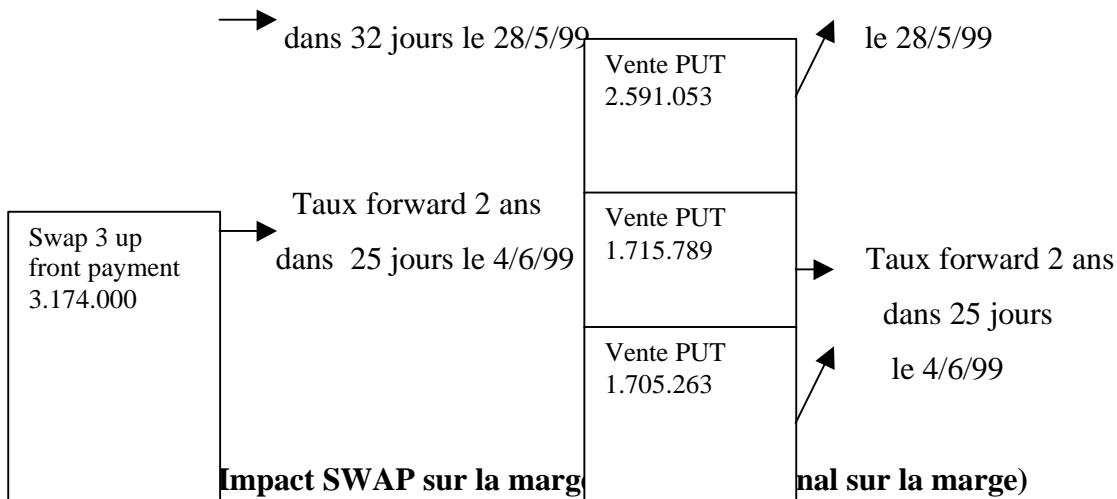 dans 32 jours le 28/5/99
le 28/5/99
Vente PUT
2.591.053
Taux forward 2 ans
dans 25 jours le 4/6/99
Swap 3 up
front payment
3.174.000
Vente PUT
1.715.789
Taux forward 2 ans
dans 25 jours
le 4/6/99
Vente PUT
1.705.263
Impact SWAP sur la marge
sur la marge)